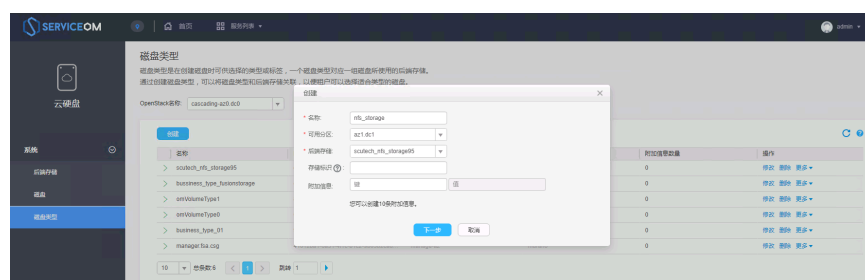 SERVICEOM
首页
服务列表
admin
云硬盘
系统
后端存储
磁盘
磁盘类型
磁盘类型
磁盘类型是在创建磁盘时可供选择的类型或标签，一个磁盘类型对应一组磁盘所使用的后端存储。
通过创建磁盘类型，可以将磁盘类型和后端存储关联，以便租户可以选择适合类型的磁盘。
OpenStack名称: cascading-az0.dc0
创建
名称 附加信息数量 操作
scutech_nfs_storage95 0 修改 删除 更多
bussiness_type_fusionstorage 0 修改 删除 更多
omVolumeType1 0 修改 删除 更多
omVolumeType0 0 修改 删除 更多
business_type_01 0 修改 删除 更多
manager.fsa.csg 0 修改 删除 更多
10 总条数:6 < 1 > 跳转 1
创建 ×
* 名称: nfs_storage
* 可用分区: az1.dc1
* 后端存储: scutech_nfs_storage95
存储标识 ? :
附加信息: 键 值
您可以创建10条附加信息。
下一步 取消